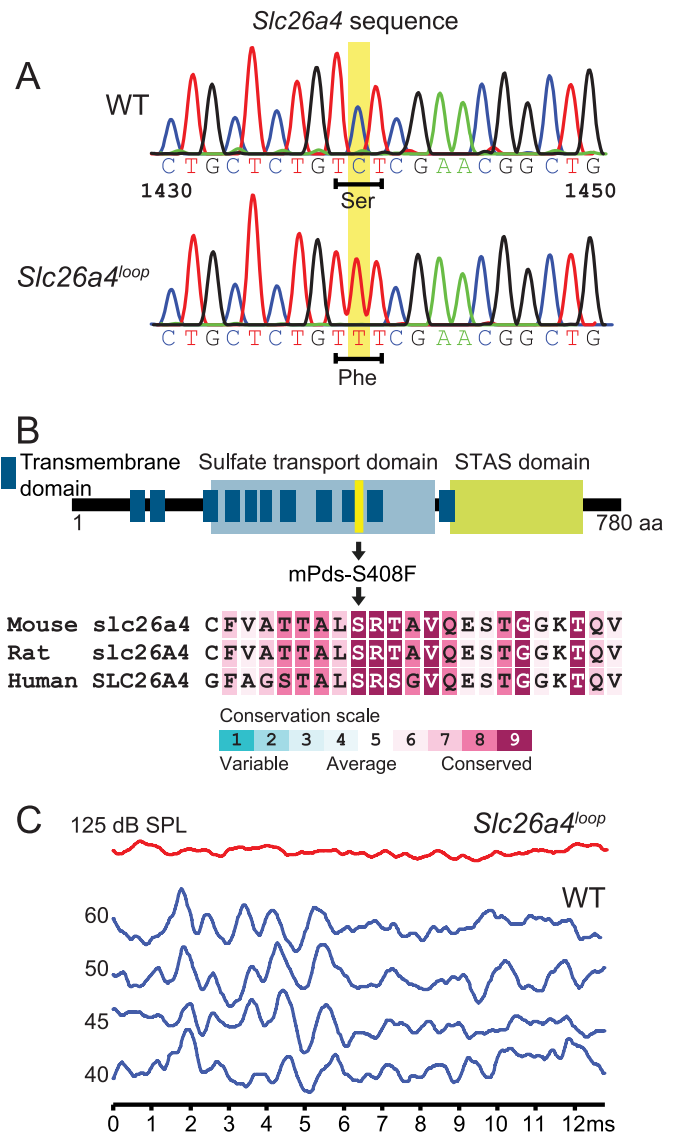 Slc26a4 sequence
A
WT
C T G C T C T G T C T C G A A C G G C T G
1430
Ser
1450
Slc26a4loop
C T G C T C T G T T T C G A A C G G C T G
Phe
B
Transmembrane domain
Sulfate transport domain
STAS domain
1
780 aa
mPds-S408F
Mouse slc26a4 CFVATTALSRTAVQESTGGKTQV
Rat slc26A4 CFVATTALSRTAVQESTGGKTQV
Human SLC26A4 GFAGSTALSRSGVQESTGGKTQV
Conservation scale
1 2 3 4 5 6 7 8 9
Variable Average Conserved
C
125 dB SPL
Slc26a4loop
WT
60
50
45
40
0 1 2 3 4 5 6 7 8 9 10 11 12ms